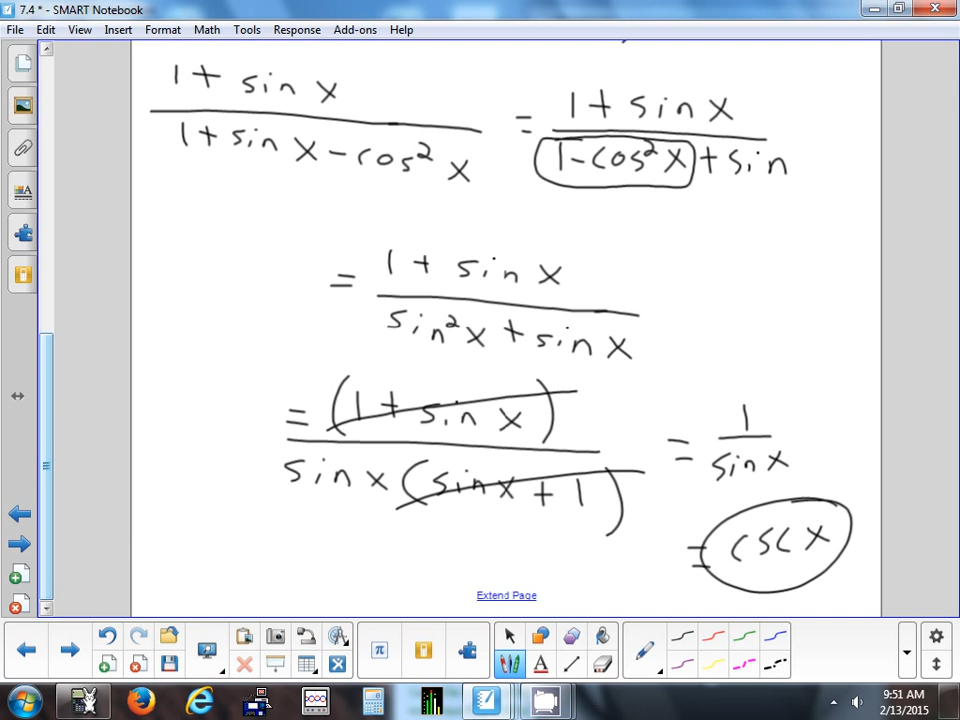 7.4 * - SMART Notebook
File Edit View Insert Format Math Tools Response Add-ons Help
1 + sin x / 1 + sin x - cos² x = 1 + sin x / 1 - cos² x + sin
= 1 + sin x / sin² x + sin x
= (1 + sin x) / sin x (sin x + 1) = 1 / sin x
= csc x
Extend Page
9:51 AM
2/13/2015